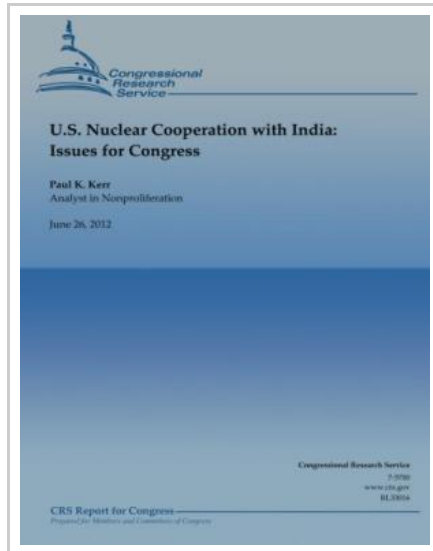 Congressional
Research
Service
U.S. Nuclear Cooperation with India:
Issues for Congress
Paul K. Kerr
Analyst in Nonproliferation
June 26, 2012
Congressional Research Service
7-5700
www.crs.gov
RL33016
CRS Report for Congress
Prepared for Members and Committees of Congress